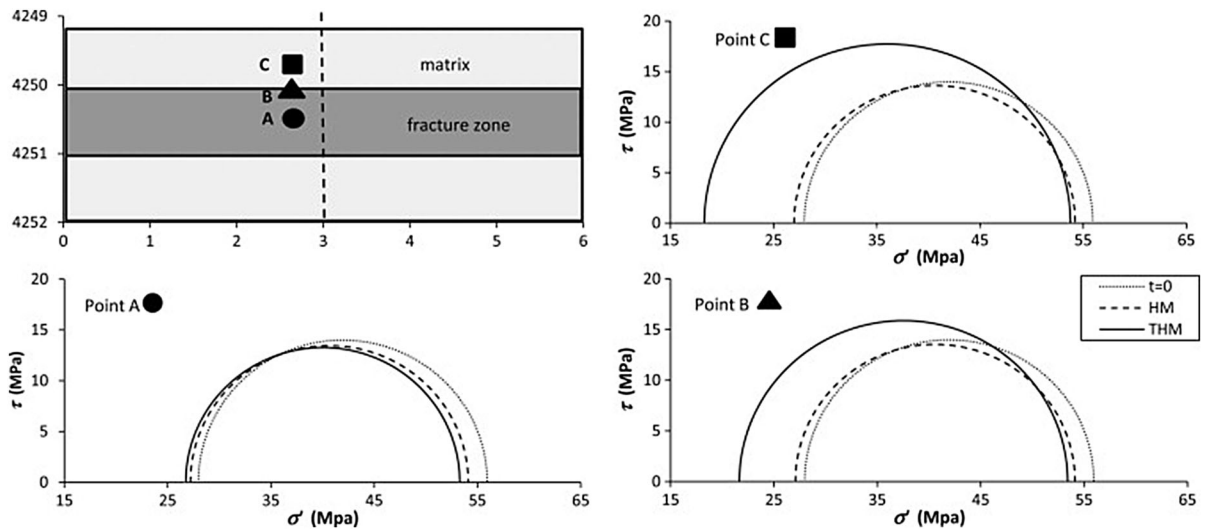 4249
4250
4251
4252
0 1 2 3 4 5 6
C
B
A
matrix
fracture zone
Point C
τ (MPa)
20
15
10
5
0
15 25 35 45 55 65
σ' (Mpa)
Point A
τ (MPa)
20
15
10
5
0
15 25 35 45 55 65
σ' (Mpa)
Point B
τ (MPa)
20
15
10
5
0
15 25 35 45 55 65
σ' (Mpa)
t=0
HM
THM